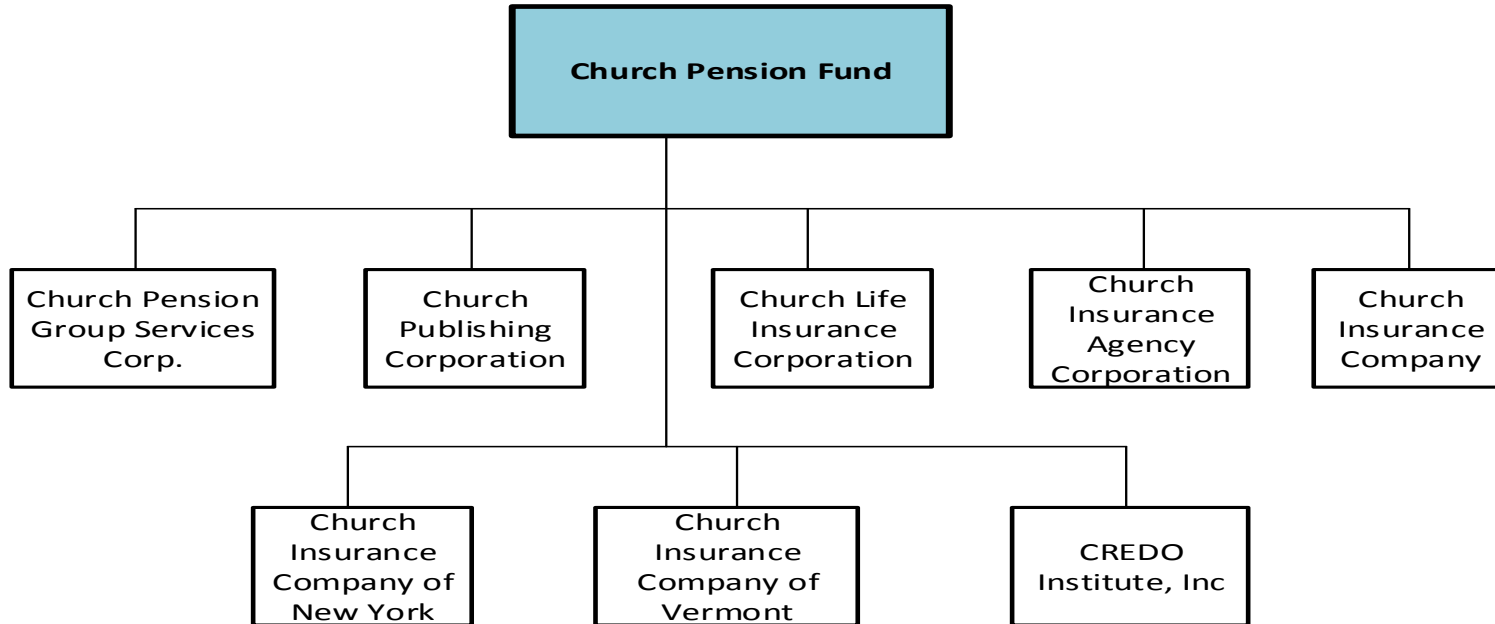 Church Pension Fund
Church Pension
Group Services
Corp.
Church
Publishing
Corporation
Church Life
Insurance
Corporation
Church
Insurance
Agency
Corporation
Church
Insurance
Company
Church
Insurance
Company of
New York
Church
Insurance
Company of
Vermont
CREDO
Institute, Inc